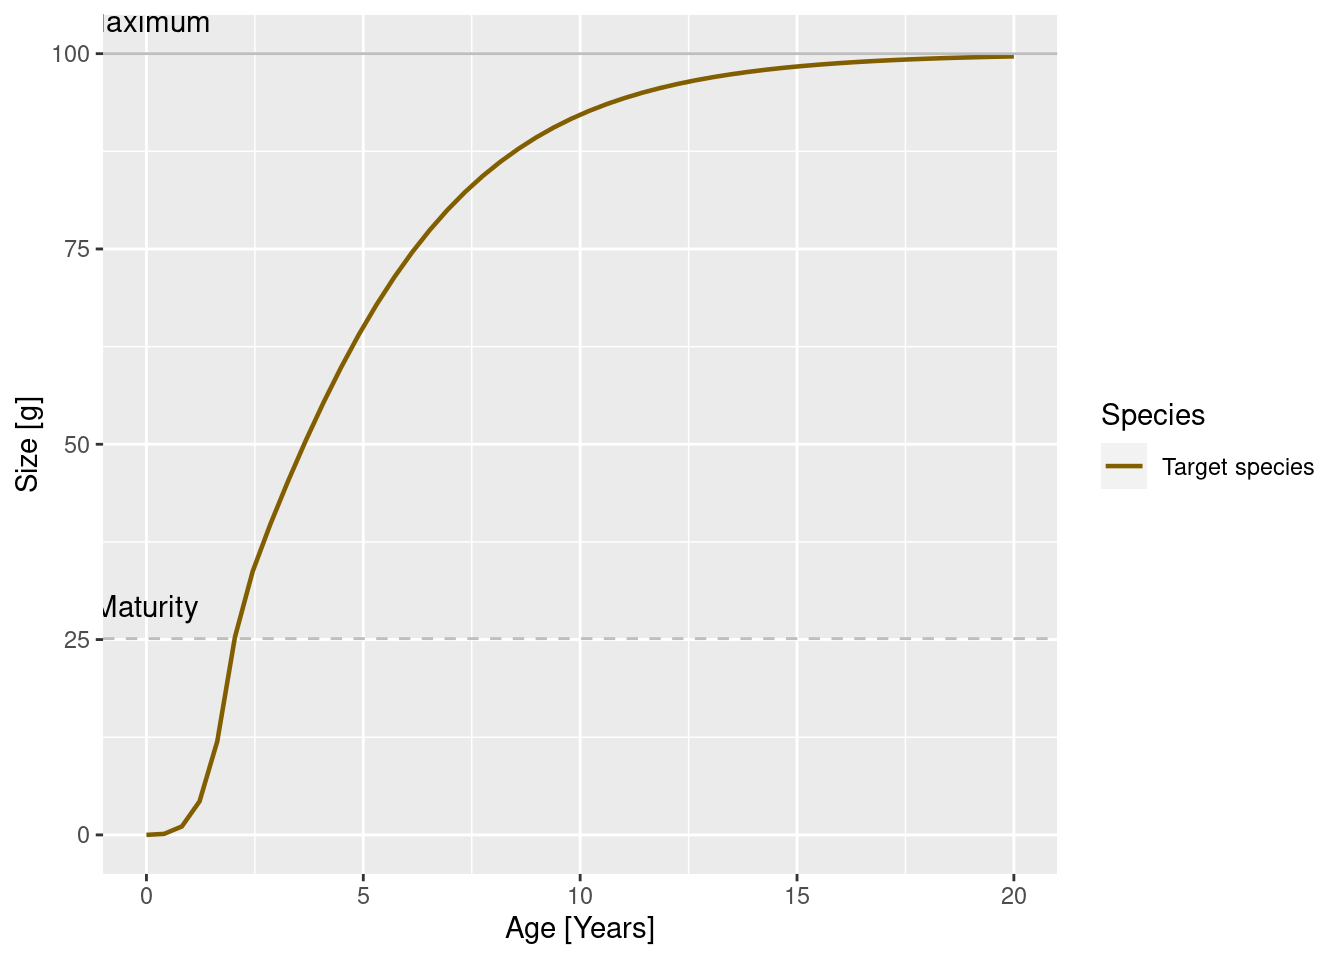 aximum
100
75
50
Maturity
25
0
0 5 10 15 20
Age [Years]
Size [g]
Species
Target species